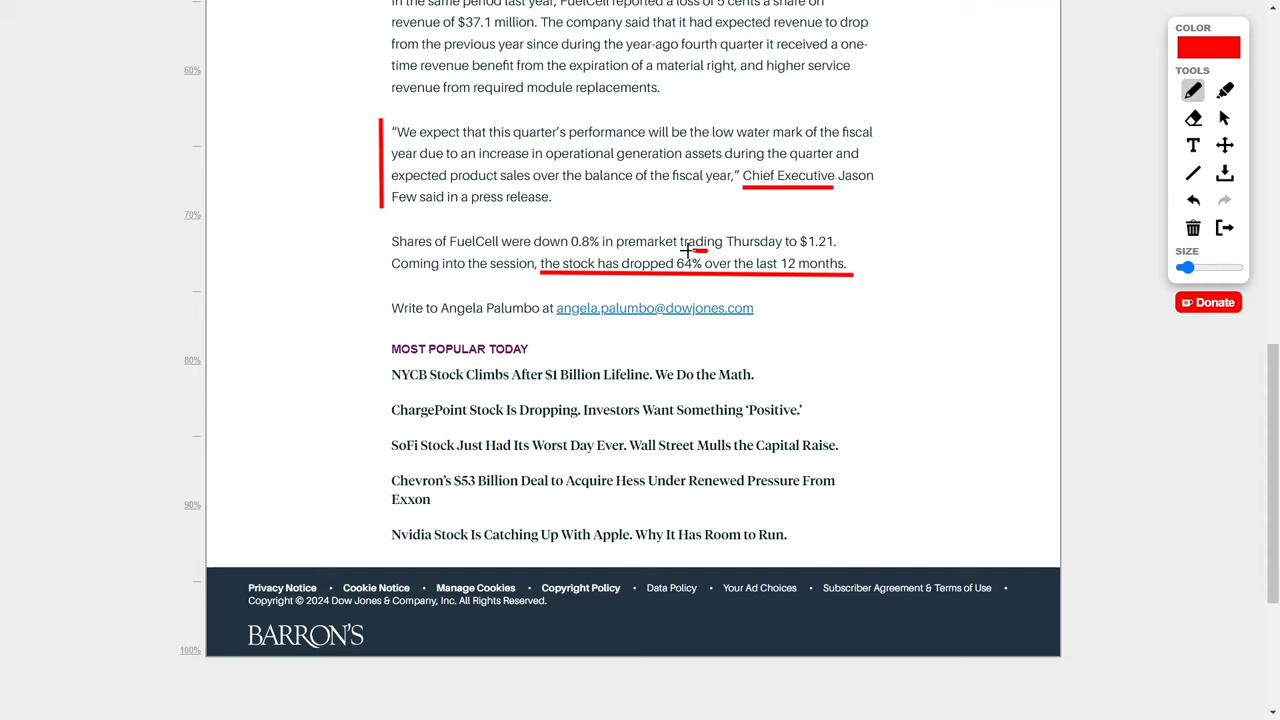 In the same period last year, FuelCell reported a loss of 5 cents a share on
revenue of $37.1 million. The company said that it had expected revenue to drop
from the previous year since during the year-ago fourth quarter it received a one-
time revenue benefit from the expiration of a material right, and higher service
revenue from required module replacements.
“We expect that this quarter’s performance will be the low water mark of the fiscal
year due to an increase in operational generation assets during the quarter and
expected product sales over the balance of the fiscal year,” Chief Executive Jason
Few said in a press release.
Shares of FuelCell were down 0.8% in premarket trading Thursday to $1.21.
Coming into the session, the stock has dropped 64% over the last 12 months.
Write to Angela Palumbo at angela.palumbo@dowjones.com
MOST POPULAR TODAY
NYCB Stock Climbs After $1 Billion Lifeline. We Do the Math.
ChargePoint Stock Is Dropping. Investors Want Something ‘Positive.’
SoFi Stock Just Had Its Worst Day Ever. Wall Street Mulls the Capital Raise.
Chevron’s $53 Billion Deal to Acquire Hess Under Renewed Pressure From
Exxon
Nvidia Stock Is Catching Up With Apple. Why It Has Room to Run.
Privacy Notice • Cookie Notice • Manage Cookies • Copyright Policy • Data Policy • Your Ad Choices • Subscriber Agreement & Terms of Use •
Copyright © 2024 Dow Jones & Company, Inc. All Rights Reserved.
BARRON'S
60%
70%
80%
90%
100%
COLOR
TOOLS
T
SIZE
Donate